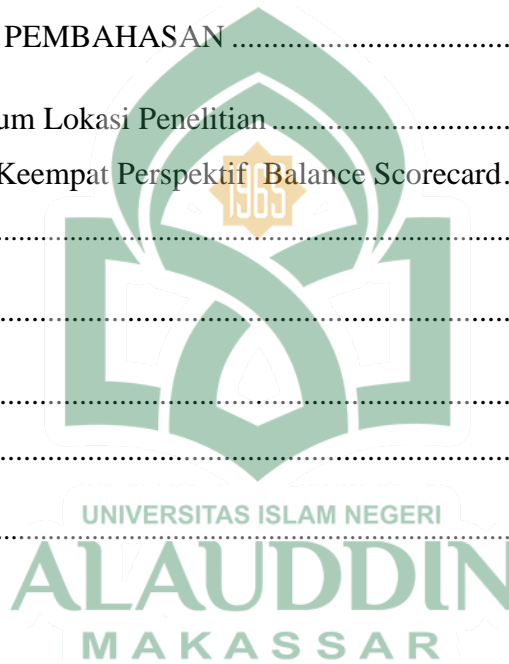 PEMBAHASAN ........................................
um Lokasi Penelitian ...................................
Keempat Perspektif Balance Scorecard.
1965
................................................................
................................................................
................................................................
................................................................
UNIVERSITAS ISLAM NEGERI
................................................................
ALAUDDIN
MAKASSAR